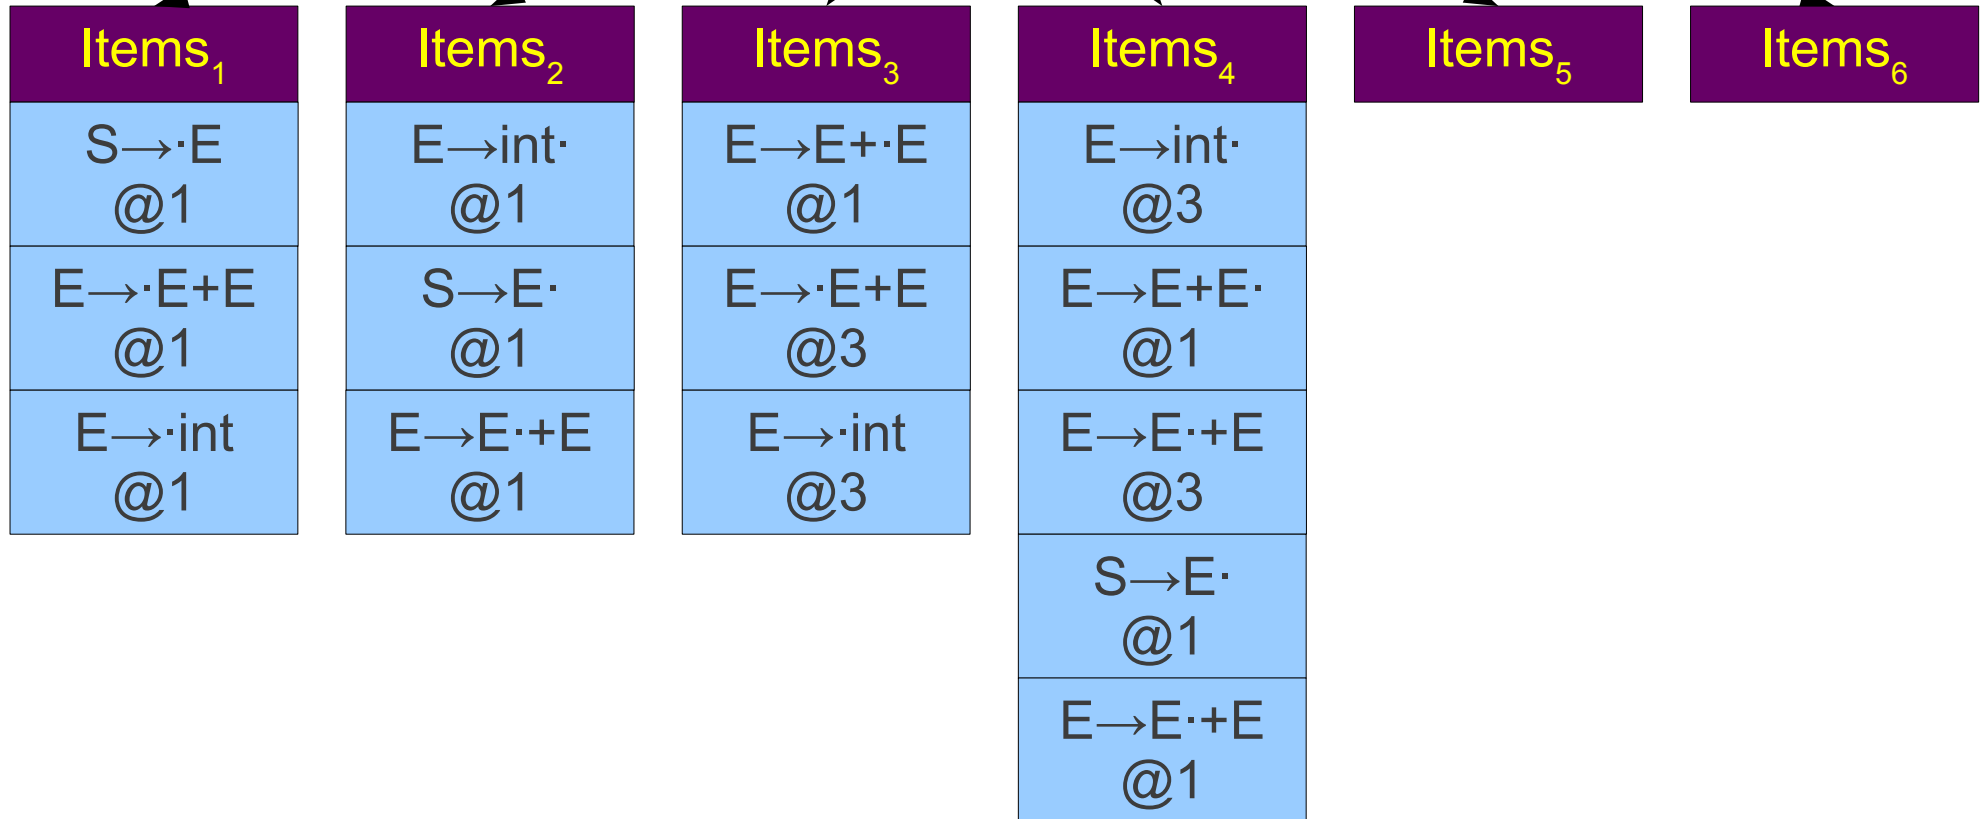 Items₁
S→·E
@1
E→·E+E
@1
E→·int
@1
Items₂
E→int·
@1
S→E·
@1
E→E·+E
@1
Items₃
E→E+·E
@1
E→·E+E
@3
E→·int
@3
Items₄
E→int·
@3
E→E+E·
@1
E→E·+E
@3
S→E·
@1
E→E·+E
@1
Items₅
Items₆